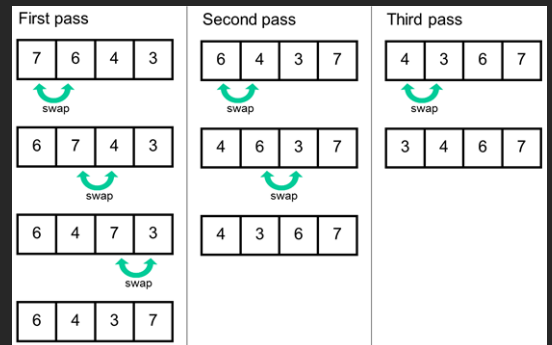 First pass
7 6 4 3
swap
6 7 4 3
swap
6 4 7 3
swap
6 4 3 7
Second pass
6 4 3 7
swap
4 6 3 7
swap
4 3 6 7
Third pass
4 3 6 7
swap
3 4 6 7